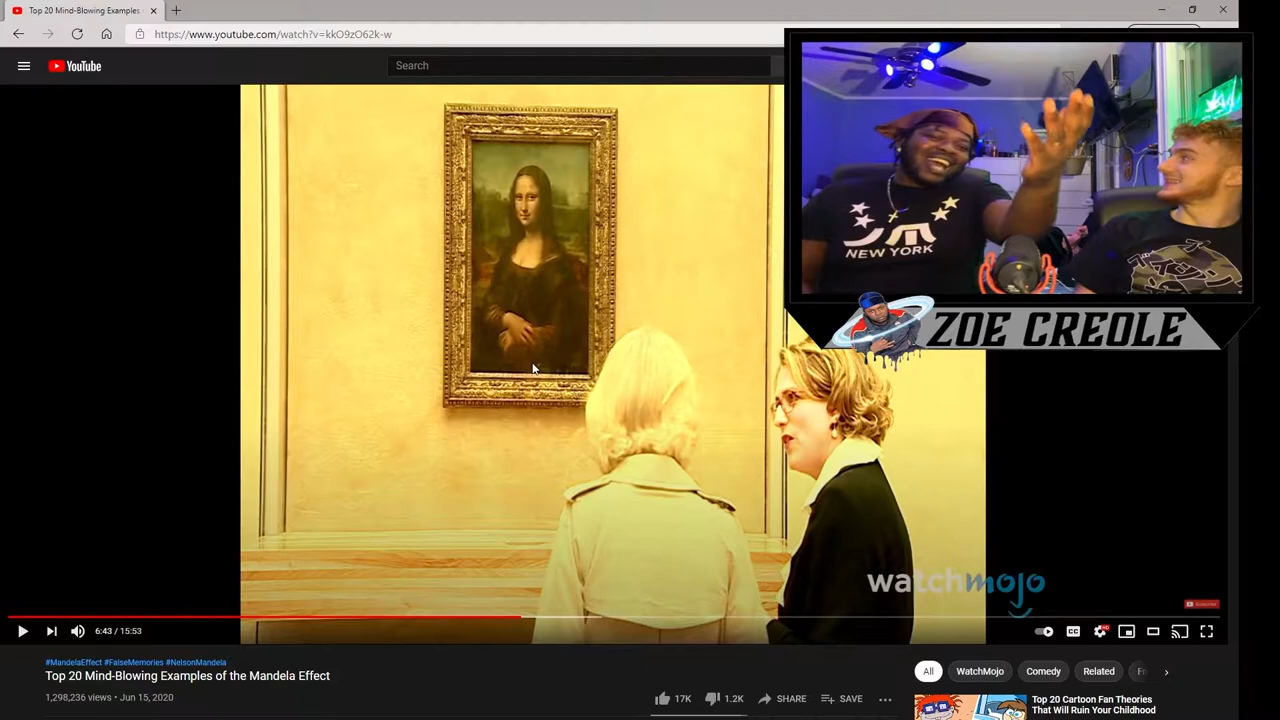 Top 20 Mind-Blowing Examples
https://www.youtube.com/watch?v=kkO9zO62k-w
YouTube
Search
NEW YORK
ZOE CREOLE
watchmojo
6:43 / 15:53
CC
HD
#MandelaEffect #FalseMemories #NelsonMandela
Top 20 Mind-Blowing Examples of the Mandela Effect
1,298,236 views • Jun 15, 2020
17K
1.2K
SHARE
SAVE
All
WatchMojo
Comedy
Related
Top 20 Cartoon Fan Theories
That Will Ruin Your Childhood